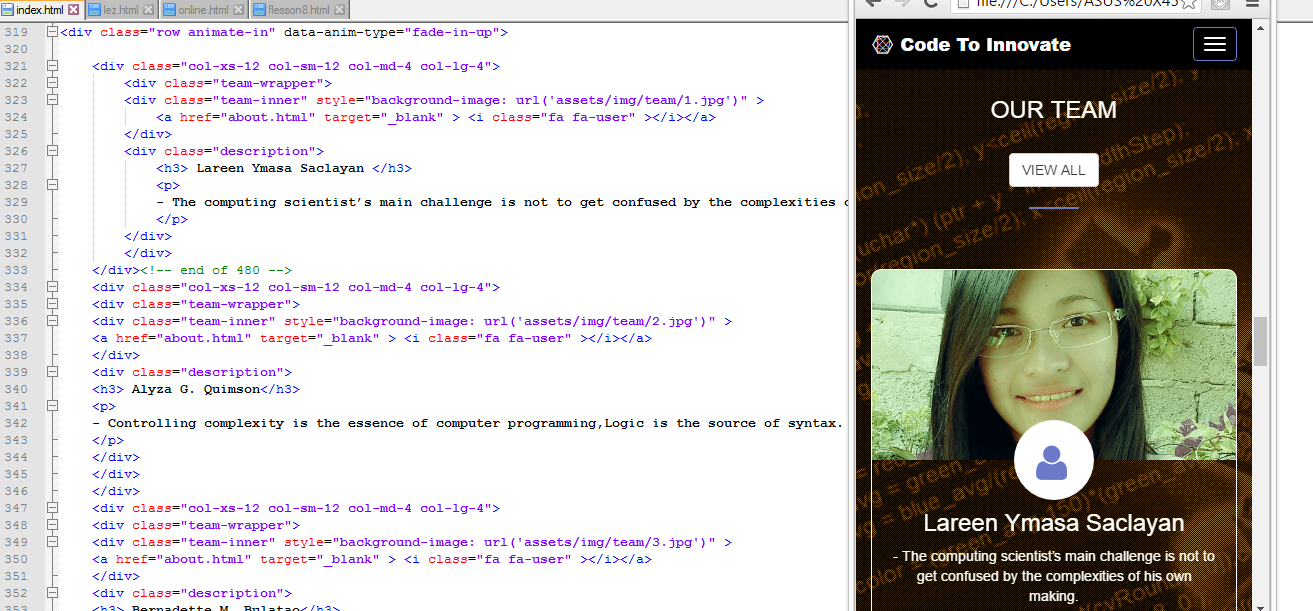 index.html lez.html online.html flesson8.html
319 <div class="row animate-in" data-anim-type="fade-in-up">
320
321 <div class="col-xs-12 col-sm-12 col-md-4 col-lg-4">
322 <div class="team-wrapper">
323 <div class="team-inner" style="background-image: url('assets/img/team/1.jpg')" >
324 <a href="about.html" target="_blank" > <i class="fa fa-user" ></i></a>
325 </div>
326 <div class="description">
327 <h3> Lareen Ymasa Saclayan </h3>
328 <p>
329 - The computing scientist’s main challenge is not to get confused by the complexities
330 </p>
331 </div>
332 </div>
333 </div><!-- end of 480 -->
334 <div class="col-xs-12 col-sm-12 col-md-4 col-lg-4">
335 <div class="team-wrapper">
336 <div class="team-inner" style="background-image: url('assets/img/team/2.jpg')" >
337 <a href="about.html" target="_blank" > <i class="fa fa-user" ></i></a>
338 </div>
339 <div class="description">
340 <h3> Alyza G. Quimson</h3>
341 <p>
342 - Controlling complexity is the essence of computer programming,Logic is the source of syntax.
343 </p>
344 </div>
345 </div>
346 </div>
347 <div class="col-xs-12 col-sm-12 col-md-4 col-lg-4">
348 <div class="team-wrapper">
349 <div class="team-inner" style="background-image: url('assets/img/team/3.jpg')" >
350 <a href="about.html" target="_blank" > <i class="fa fa-user" ></i></a>
351 </div>
352 <div class="description">
353 <h3> Bernadette M. Bulatao</h3>
file:///C:/Users/ASUS%20X45
Code To Innovate
OUR TEAM
VIEW ALL
Lareen Ymasa Saclayan
- The computing scientist’s main challenge is not to
get confused by the complexities of his own
making.